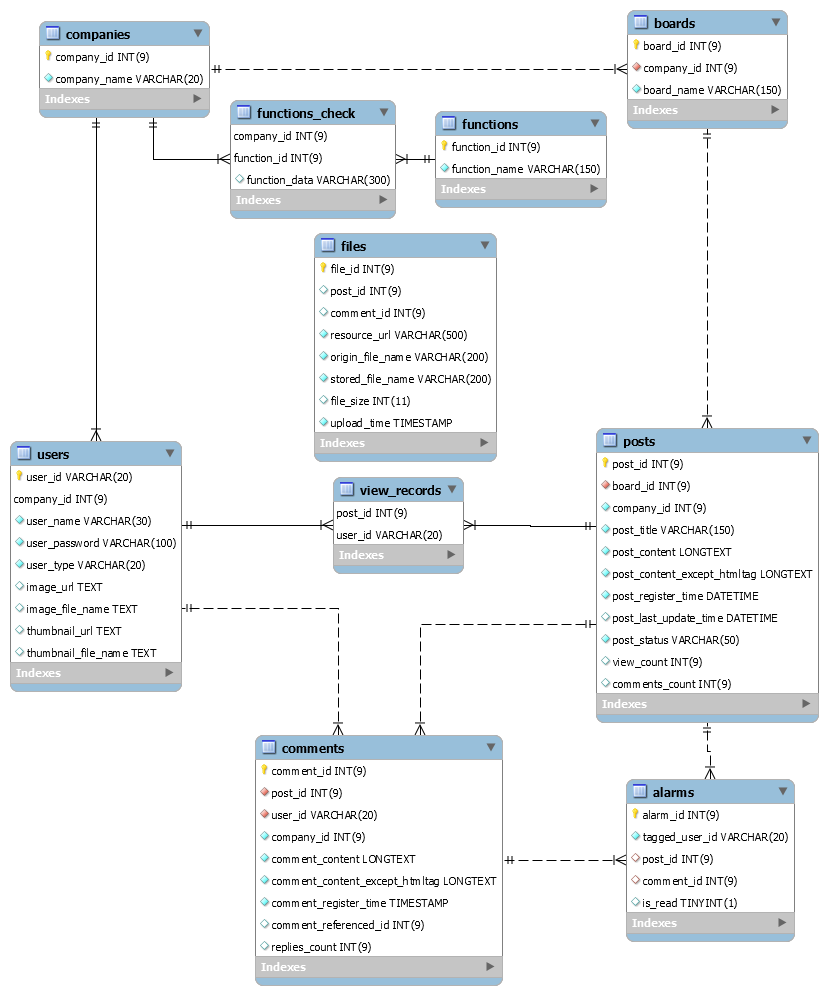 companies
company_id INT(9)
company_name VARCHAR(20)
Indexes
boards
board_id INT(9)
company_id INT(9)
board_name VARCHAR(150)
Indexes
functions_check
company_id INT(9)
function_id INT(9)
function_data VARCHAR(300)
Indexes
functions
function_id INT(9)
function_name VARCHAR(150)
Indexes
files
file_id INT(9)
post_id INT(9)
comment_id INT(9)
resource_url VARCHAR(500)
origin_file_name VARCHAR(200)
stored_file_name VARCHAR(200)
file_size INT(11)
upload_time TIMESTAMP
Indexes
users
user_id VARCHAR(20)
company_id INT(9)
user_name VARCHAR(30)
user_password VARCHAR(100)
user_type VARCHAR(20)
image_url TEXT
image_file_name TEXT
thumbnail_url TEXT
thumbnail_file_name TEXT
Indexes
view_records
post_id INT(9)
user_id VARCHAR(20)
Indexes
posts
post_id INT(9)
board_id INT(9)
company_id INT(9)
post_title VARCHAR(150)
post_content LONGTEXT
post_content_except_htmltag LONGTEXT
post_register_time DATETIME
post_last_update_time DATETIME
post_status VARCHAR(50)
view_count INT(9)
comments_count INT(9)
Indexes
comments
comment_id INT(9)
post_id INT(9)
user_id VARCHAR(20)
company_id INT(9)
comment_content LONGTEXT
comment_content_except_htmltag LONGTEXT
comment_register_time TIMESTAMP
comment_referenced_id INT(9)
replies_count INT(9)
Indexes
alarms
alarm_id INT(9)
tagged_user_id VARCHAR(20)
post_id INT(9)
comment_id INT(9)
is_read TINYINT(1)
Indexes